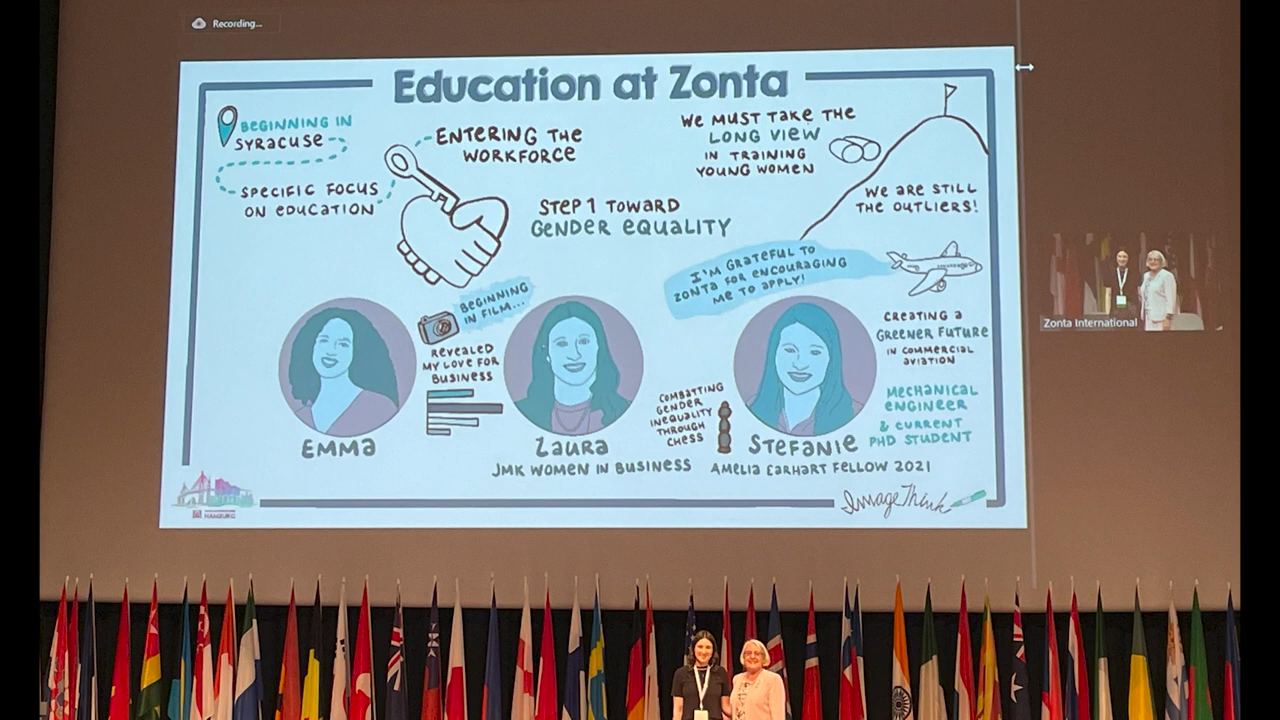 Recording...
Education at Zonta
BEGINNING IN
SYRACUSE
SPECIFIC FOCUS
ON EDUCATION
ENTERING THE
WORKFORCE
STEP 1 TOWARD
GENDER EQUALITY
WE MUST TAKE THE
LONG VIEW
IN TRAINING
YOUNG WOMEN
WE ARE STILL
THE OUTLIERS!
I'M GRATEFUL TO
ZONTA FOR ENCOURAGING
ME TO APPLY!
BEGINNING
IN FILM...
REVEALED
MY LOVE FOR
BUSINESS
COMBATTING
GENDER
INEQUALITY
THROUGH
CHESS
CREATING A
GREENER FUTURE
IN COMMERCIAL
AVIATION
MECHANICAL
ENGINEER
& CURRENT
PHD STUDENT
EMMA
LAURA
JMK WOMEN IN BUSINESS
STEFANIE
AMELIA EARHART FELLOW 2021
HAMBURG
ImageThink
Zonta International